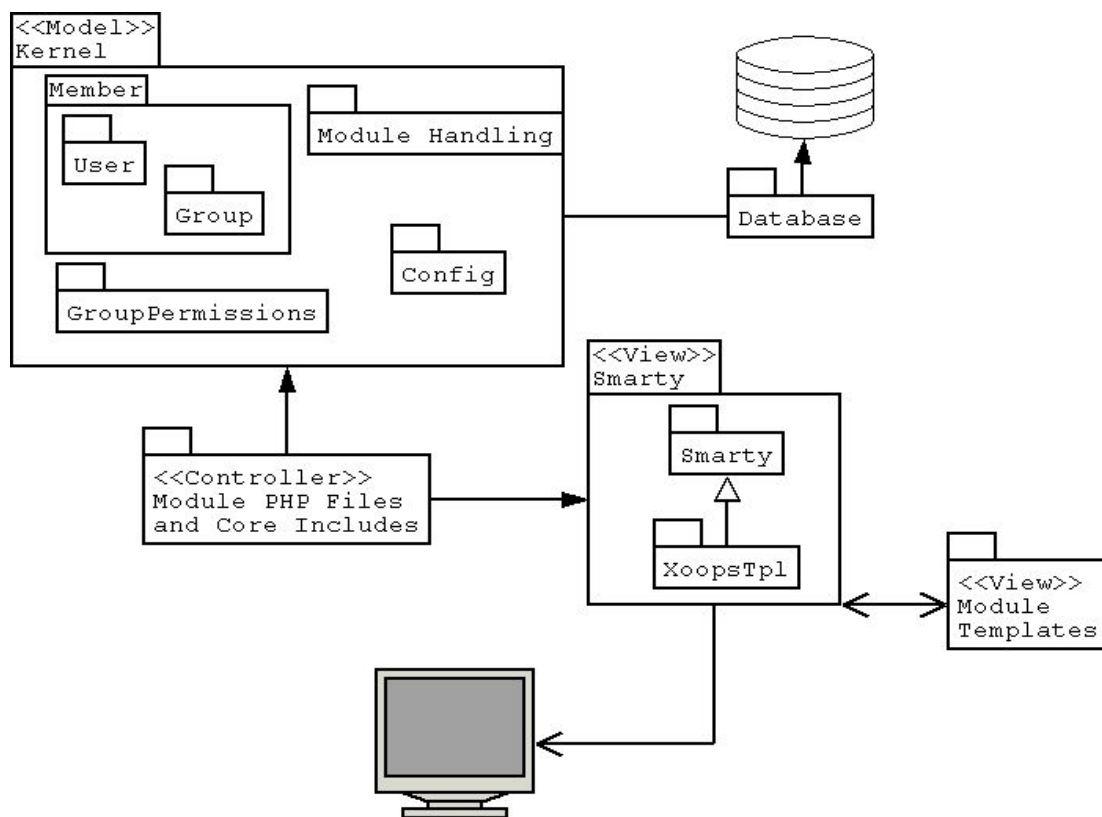 <<Model>>
Kernel
Member
User
Group
Module Handling
Config
GroupPermissions
Database
<<View>>
Smarty
Smarty
XoopsTpl
<<Controller>>
Module PHP Files
and Core Includes
<<View>>
Module
Templates